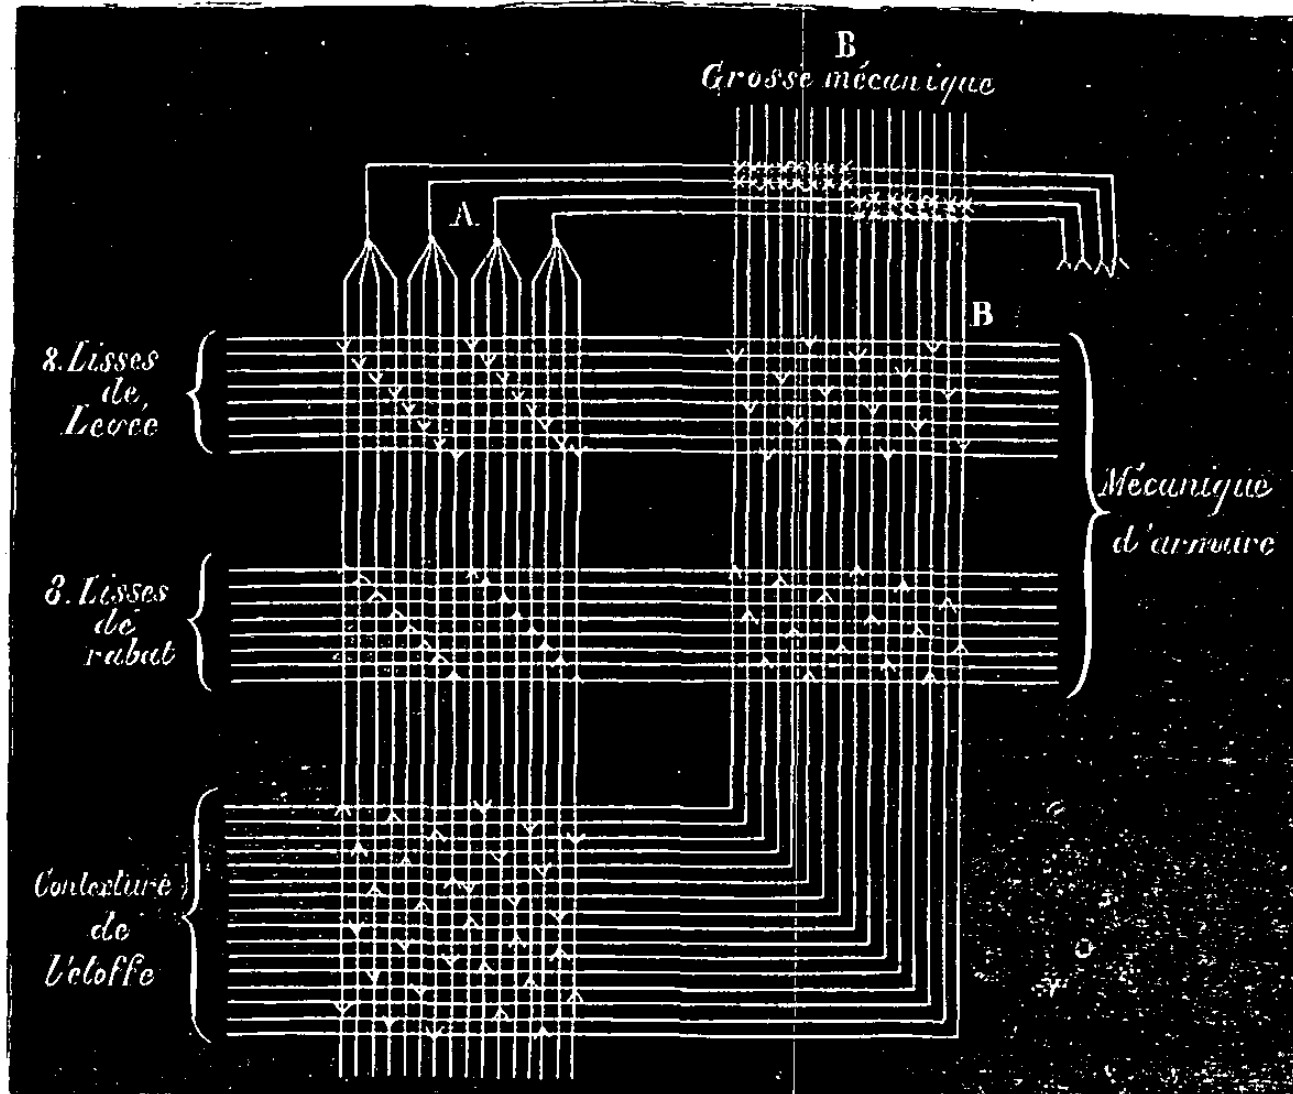 B
Grosse mécanique
A.
B
8. Lisses
de
Levée
Mécanique
d'armure
8. Lisses
de
rabat
Contexture
de
l'étoffe